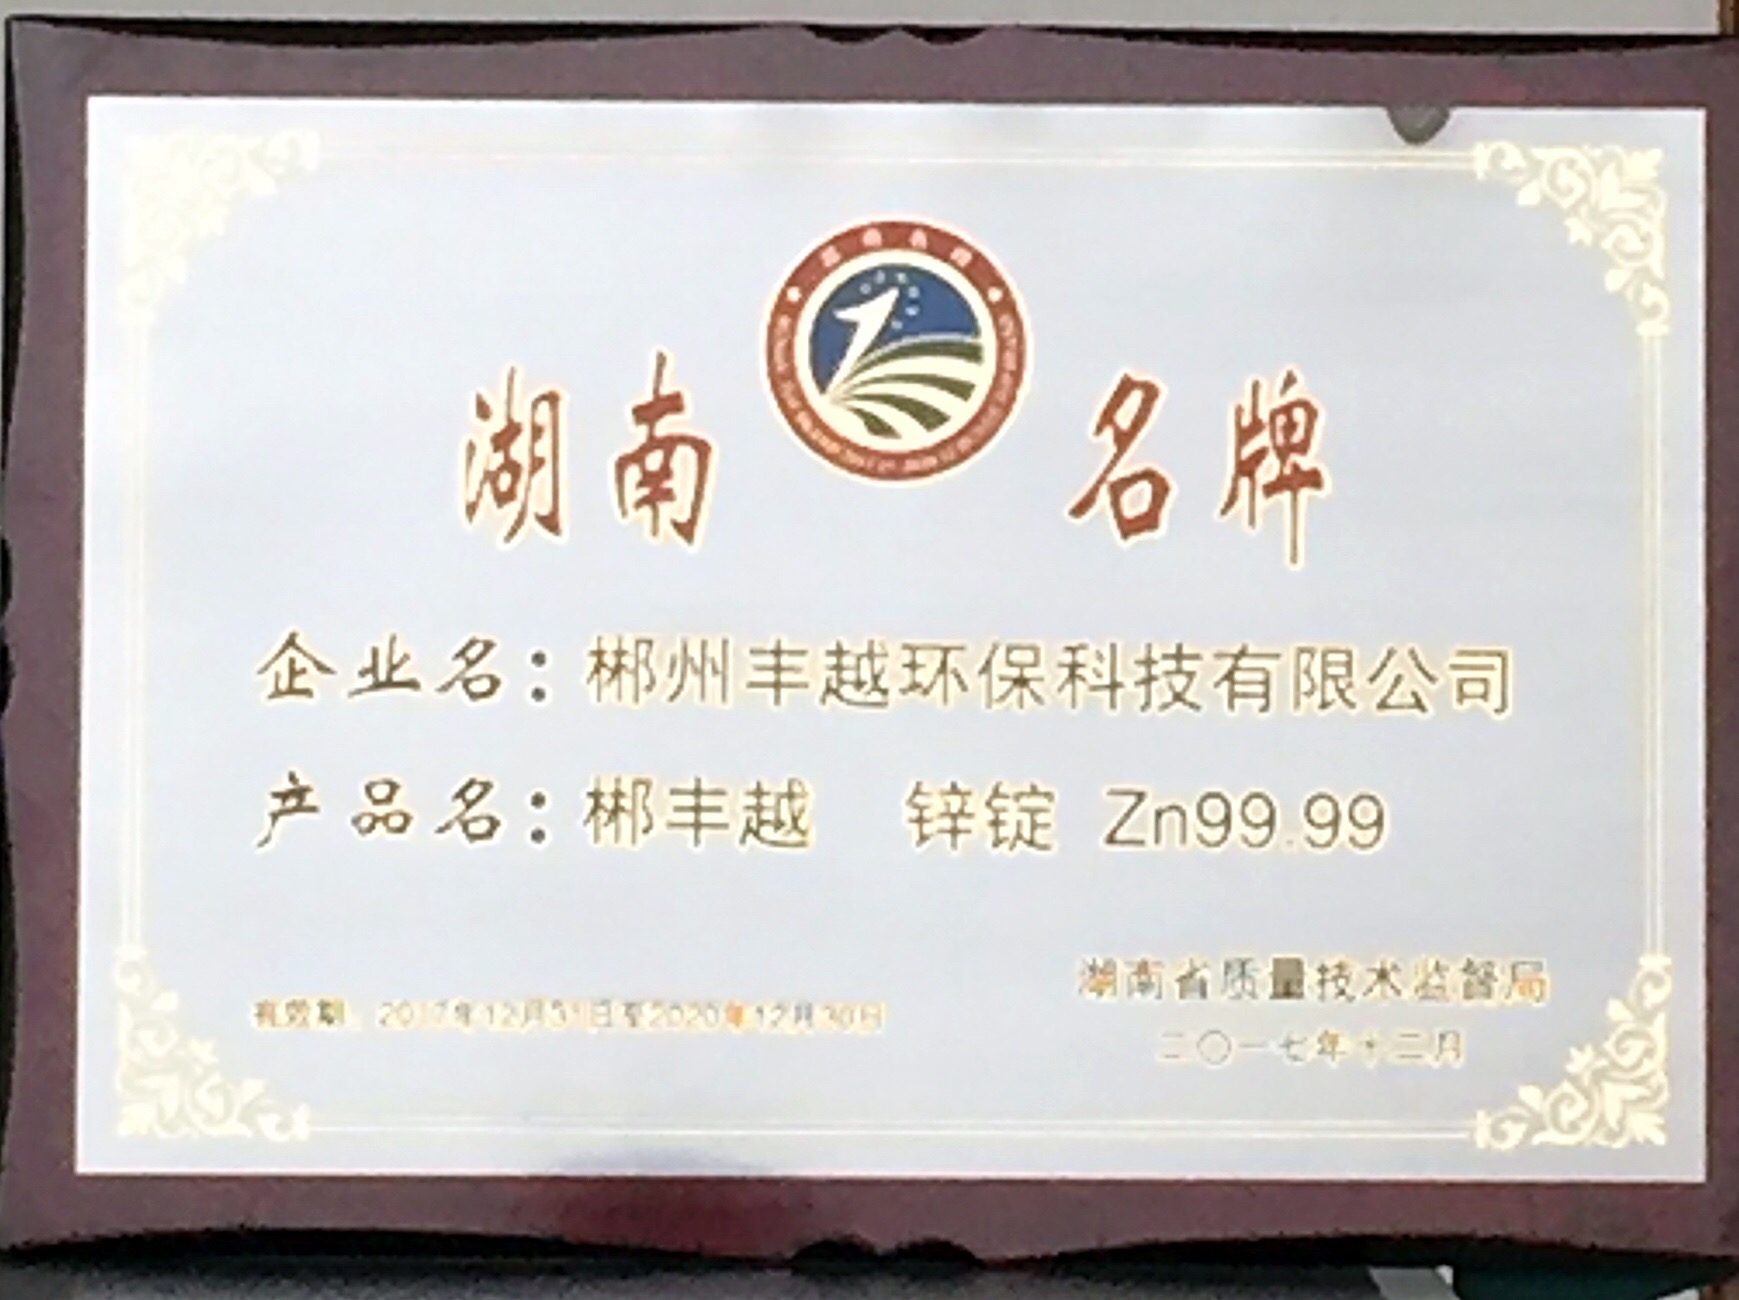 湖南 名牌
企业名：郴州丰越环保科技有限公司
产品名：郴丰越 锌锭 Zn99.99
湖南省质量技术监督局
有效期：2017年12月31日至2020年12月30日
二〇一七年十二月